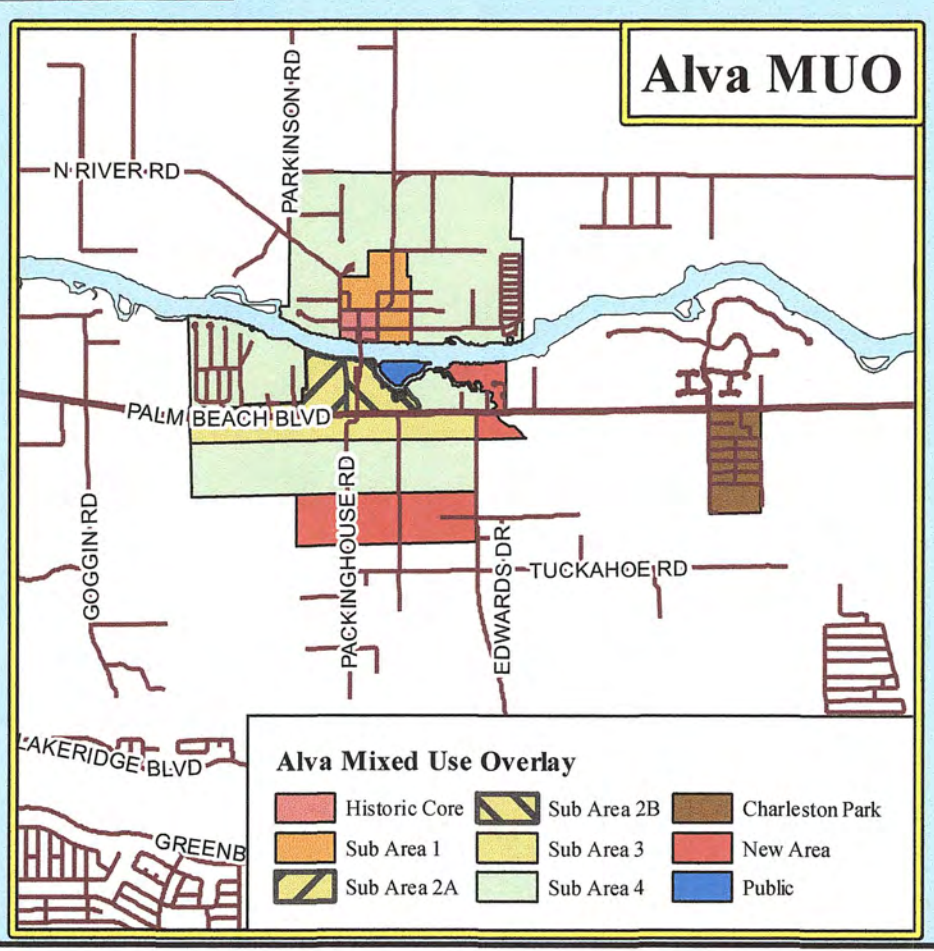 Alva MUO
PARKINSON RD
N RIVER RD
PALM BEACH BLVD
GOGGIN RD
PACKINGHOUSE RD
EDWARDS DR
TUCKAHOE RD
LAKERIDGE BLVD
GREENB
Alva Mixed Use Overlay
Historic Core
Sub Area 2B
Charleston Park
Sub Area 1
Sub Area 3
New Area
Sub Area 2A
Sub Area 4
Public